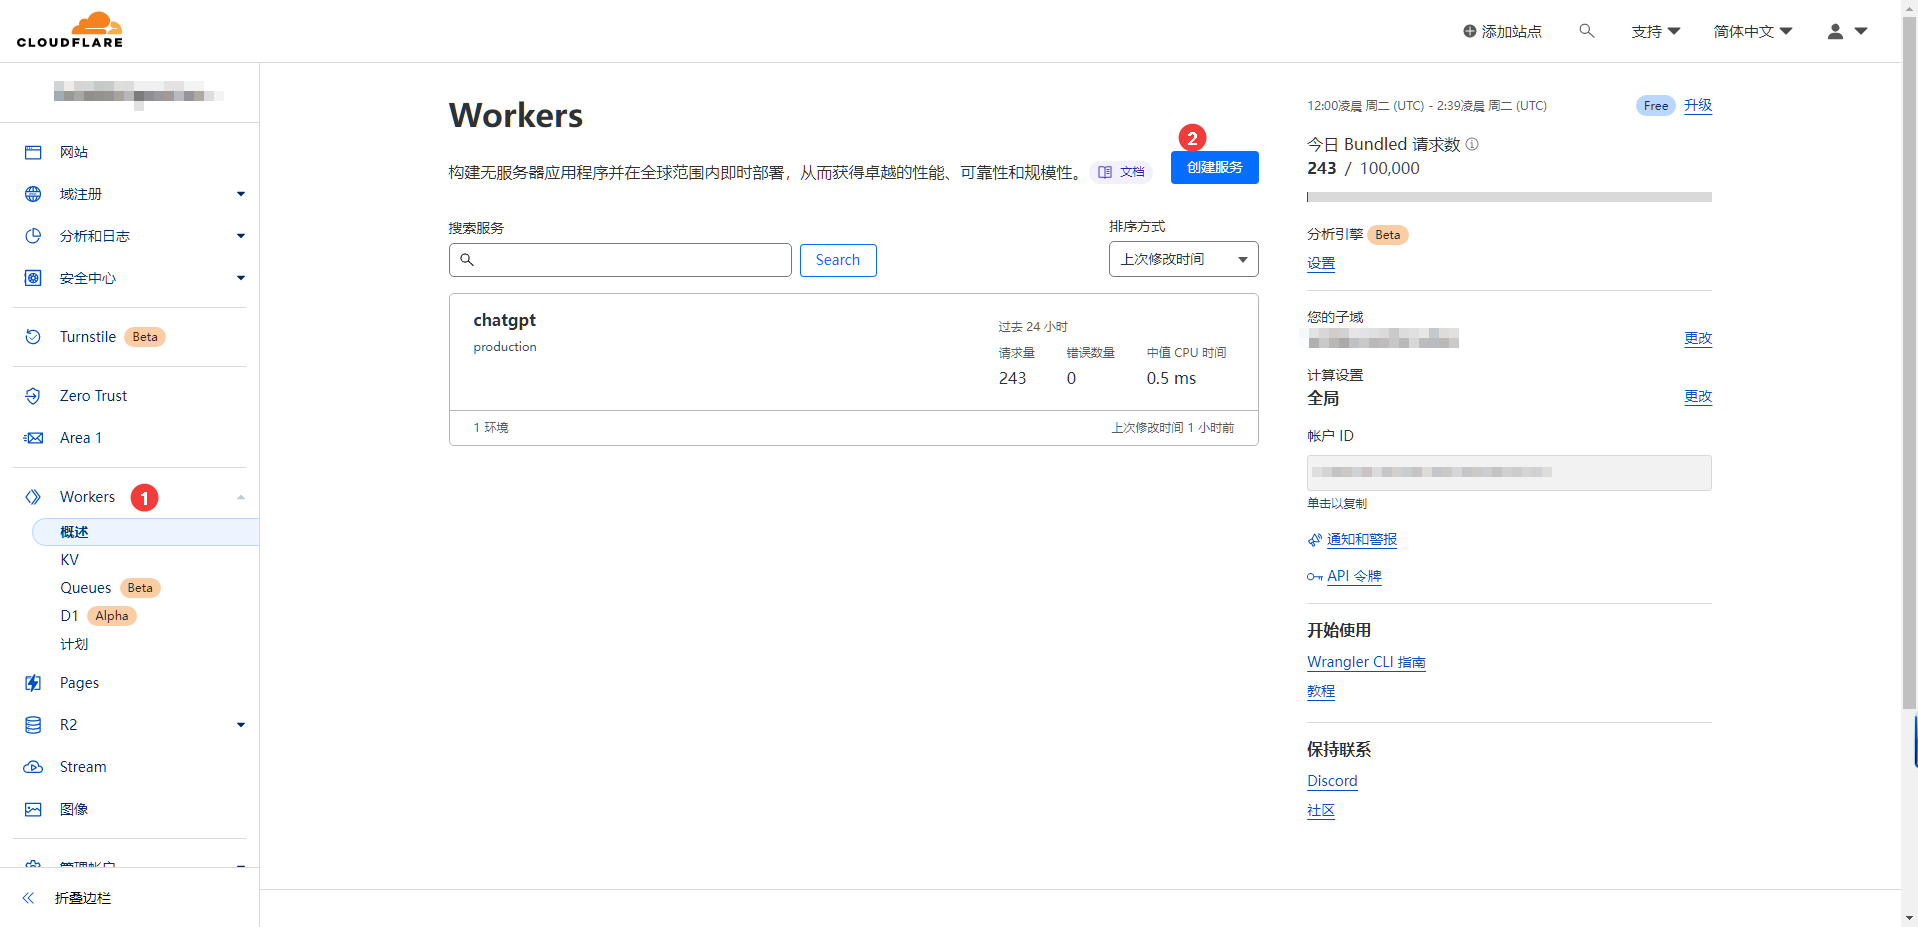 CLOUDFLARE
添加站点
支持
简体中文
网站
域注册
分析和日志
安全中心
Turnstile Beta
Zero Trust
Area 1
Workers 1
概述
KV
Queues Beta
D1 Alpha
计划
Pages
R2
Stream
图像
管理帐户
折叠边栏
Workers
2
构建无服务器应用程序并在全球范围内即时部署，从而获得卓越的性能、可靠性和规模性。 文档 创建服务
搜索服务
Search
排序方式
上次修改时间
chatgpt
production
过去 24 小时
请求量 错误数量 中值 CPU 时间
243 0 0.5 ms
1 环境 上次修改时间 1 小时前
12:00凌晨 周二 (UTC) - 2:39凌晨 周二 (UTC) Free 升级
今日 Bundled 请求数
243 / 100,000
分析引擎 Beta
设置
您的子域
更改
计算设置
全局 更改
帐户 ID
单击以复制
通知和警报
API 令牌
开始使用
Wrangler CLI 指南
教程
保持联系
Discord
社区